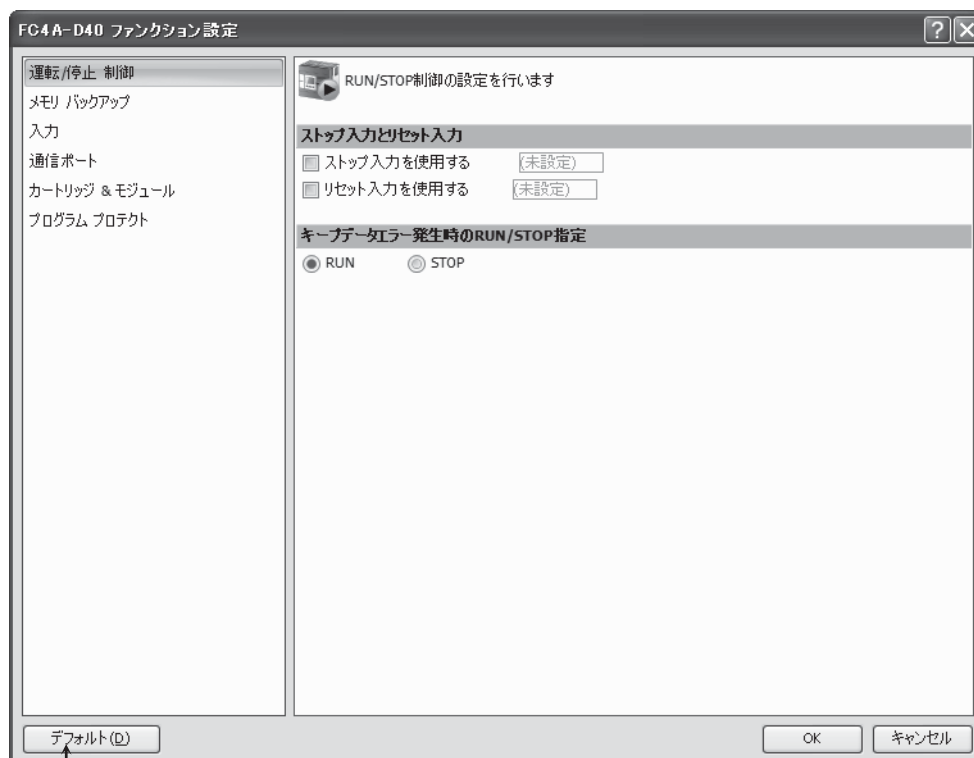 FC4A-D40 ファンクション設定
運転/停止 制御
メモリ バックアップ
入力
通信ポート
カートリッジ & モジュール
プログラム プロテクト
RUN/STOP制御の設定を行います
ストップ入力とリセット入力
ストップ入力を使用する (未設定)
リセット入力を使用する (未設定)
キープデータエラー発生時のRUN/STOP指定
RUN STOP
デフォルト(D)
OK キャンセル